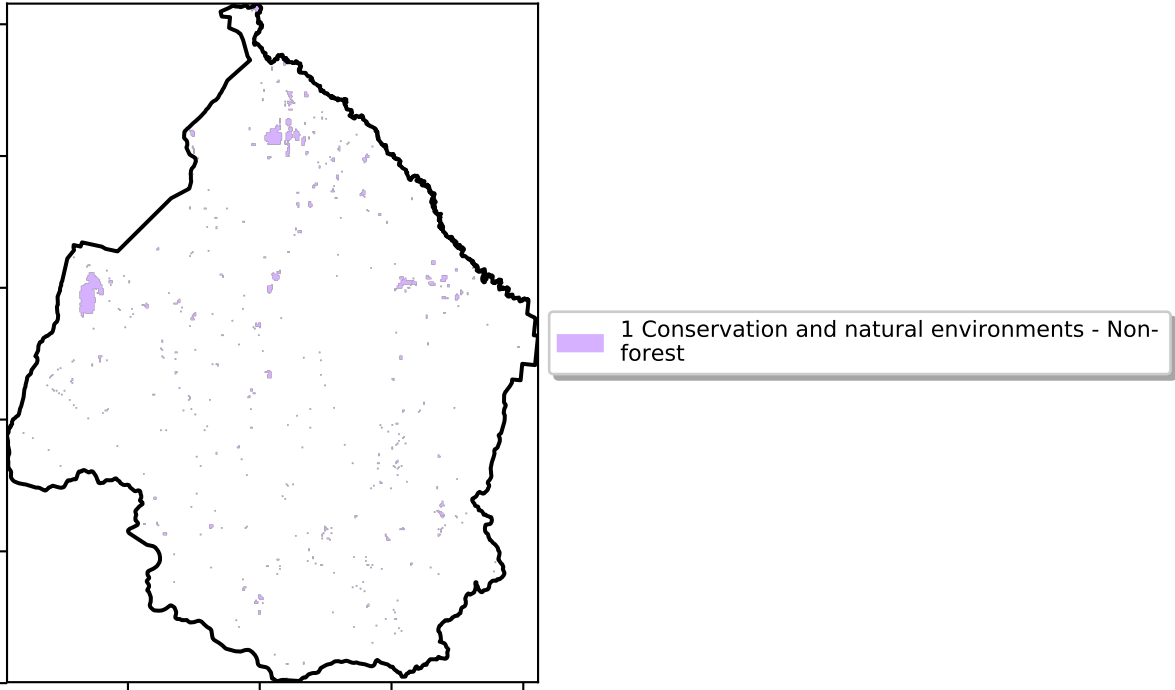 1 Conservation and natural environments - Non-
forest